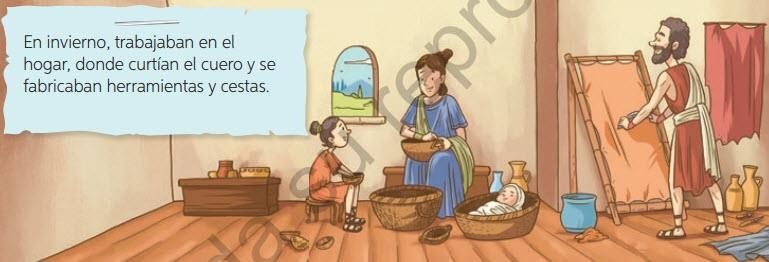 En invierno, trabajaban en el
hogar, donde curtían el cuero y se
fabricaban herramientas y cestas.